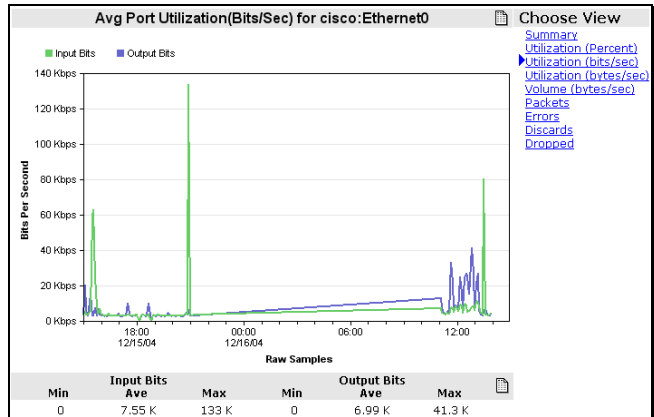 Avg Port Utilization(Bits/Sec) for cisco:Ethernet0
Input Bits Output Bits
140 Kbps
120 Kbps
100 Kbps
80 Kbps
60 Kbps
40 Kbps
20 Kbps
0 Kbps
Bits Per Second
18:00 00:00 06:00 12:00
12/15/04 12/16/04
Raw Samples
Input Bits Output Bits
Min Ave Max Min Ave Max
0 7.55 K 133 K 0 6.99 K 41.3 K
Choose View
Summary
Utilization (Percent)
Utilization (bits/sec)
Utilization (bytes/sec)
Volume (bytes/sec)
Packets
Errors
Discards
Dropped